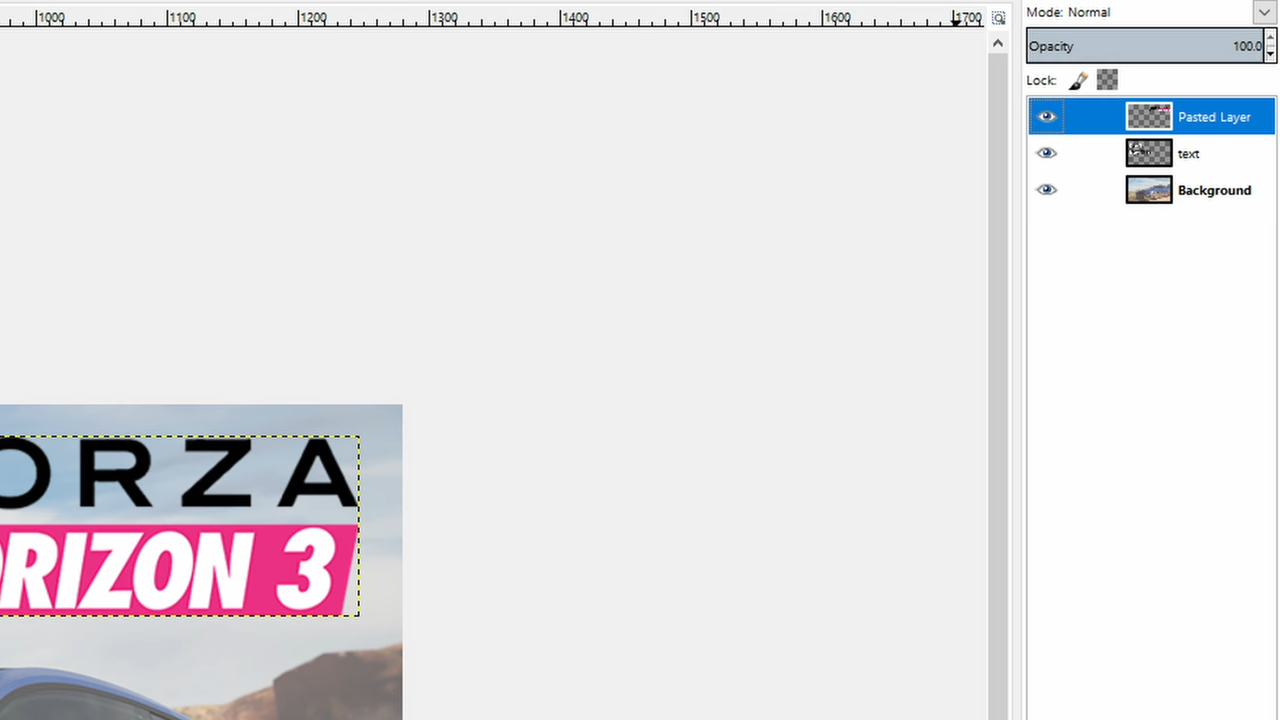 1000 1100 1200 1300 1400 1500 1600 1700
Mode: Normal
Opacity 100.0
Lock:
Pasted Layer
text
Background
ORZA
ORIZON 3